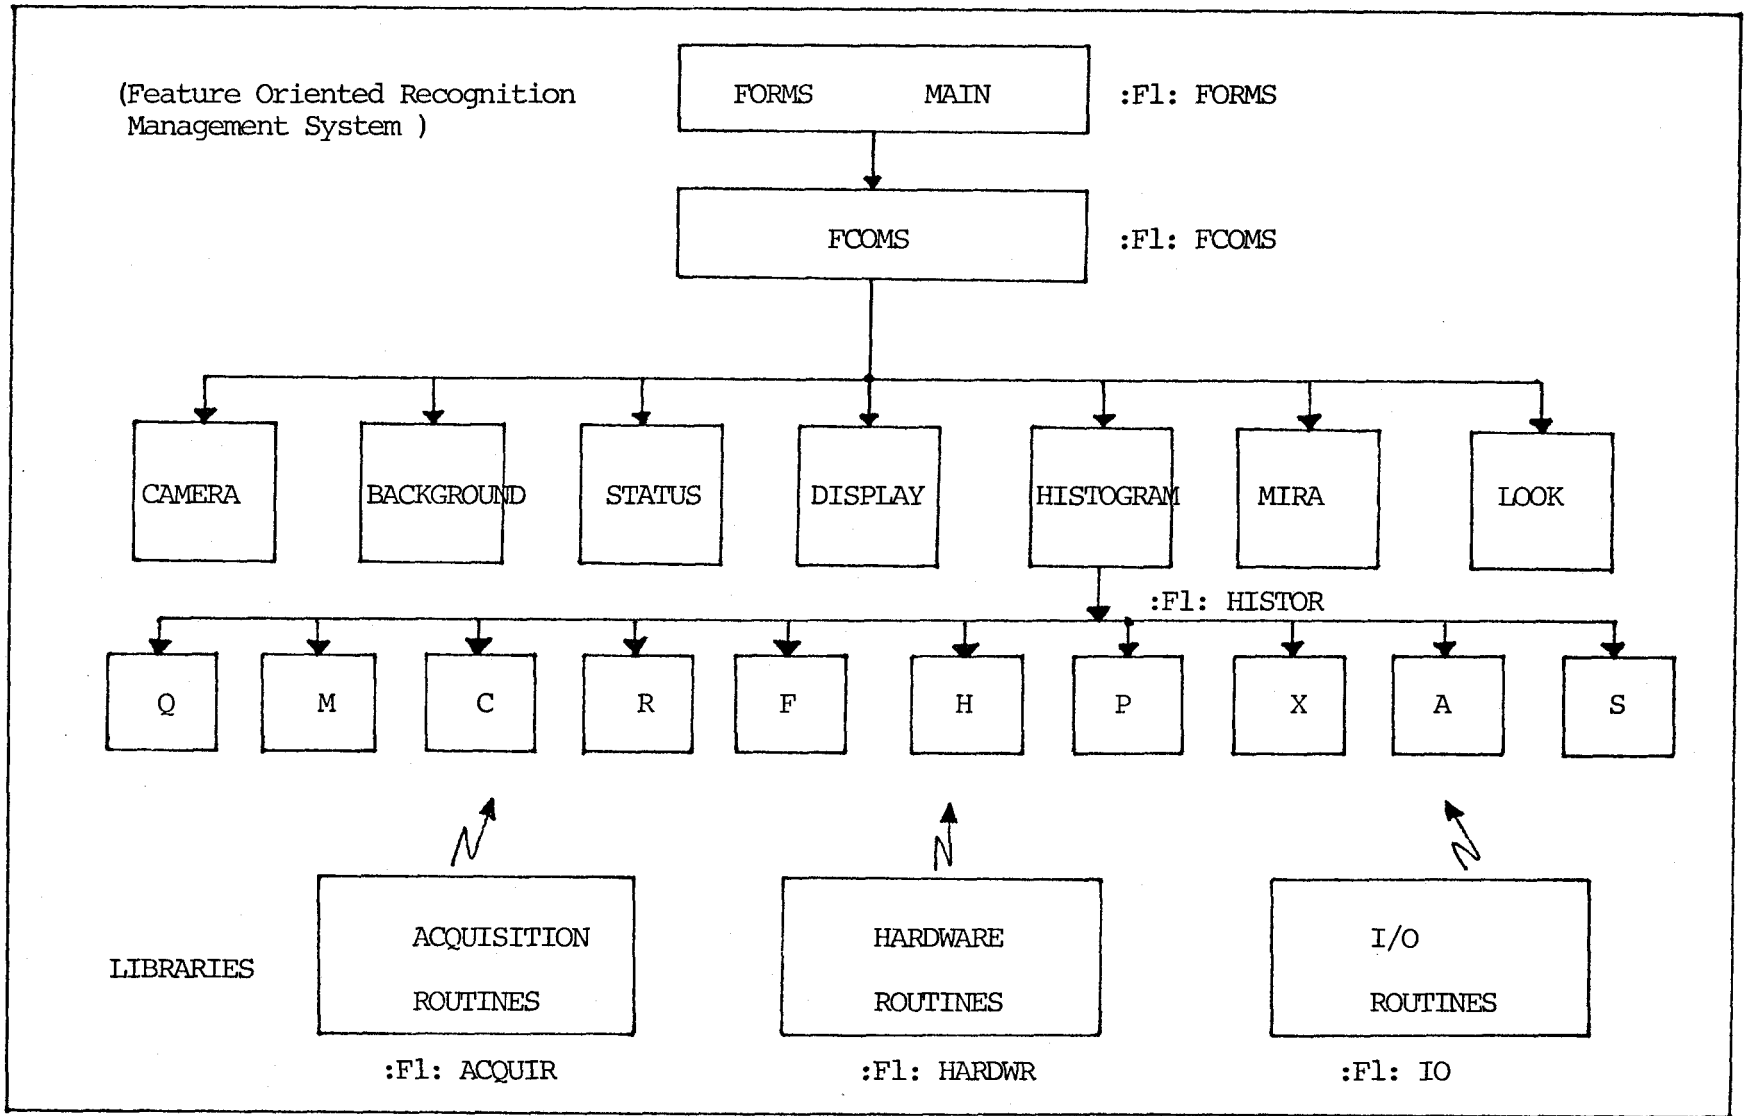 (Feature Oriented Recognition
Management System )
FORMS MAIN
:F1: FORMS
FCOMS
:F1: FCOMS
CAMERA
BACKGROUND
STATUS
DISPLAY
HISTOGRAM
MIRA
LOOK
:F1: HISTOR
Q
M
C
R
F
H
P
X
A
S
LIBRARIES
ACQUISITION
ROUTINES
HARDWARE
ROUTINES
I/O
ROUTINES
:F1: ACQUIR
:F1: HARDWR
:F1: IO